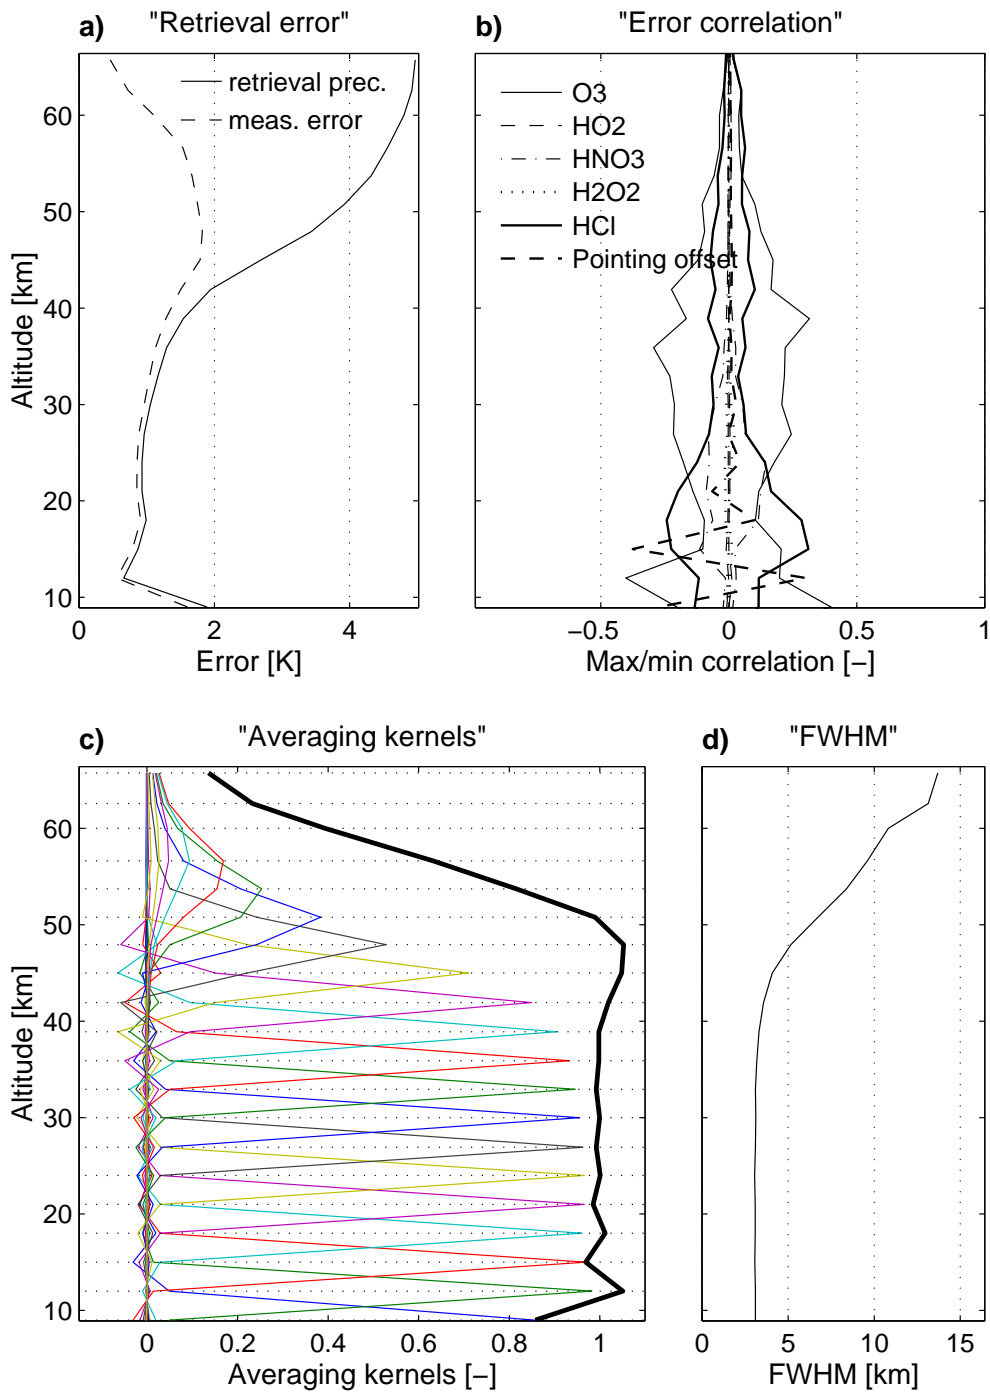 a) "Retrieval error"
retrieval prec.
meas. error
60
50
40
30
20
10
0 2 4
Altitude [km]
Error [K]
b) "Error correlation"
O3
HO2
HNO3
H2O2
HCl
Pointing offset
−0.5 0 0.5 1
Max/min correlation [−]
c) "Averaging kernels"
60
50
40
30
20
10
0 0.2 0.4 0.6 0.8 1
Altitude [km]
Averaging kernels [−]
d) "FWHM"
0 5 10 15
FWHM [km]